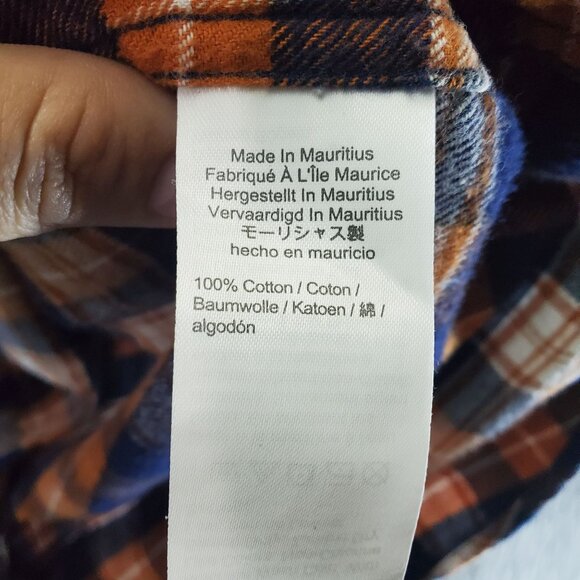 Made In Mauritius
Fabriqué À L'Île Maurice
Hergestellt In Mauritius
Vervaardigd In Mauritius
モーリシャス製
hecho en mauricio
100% Cotton / Coton /
Baumwolle / Katoen / 綿 /
algodón